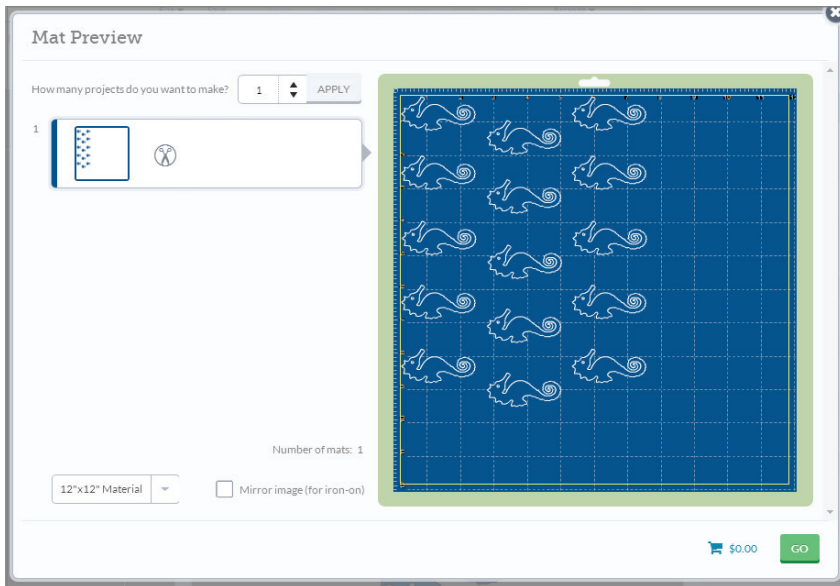 Mat Preview
How many projects do you want to make? 1 APPLY
1
Number of mats: 1
12"x12" Material
Mirror image (for iron-on)
$0.00 GO